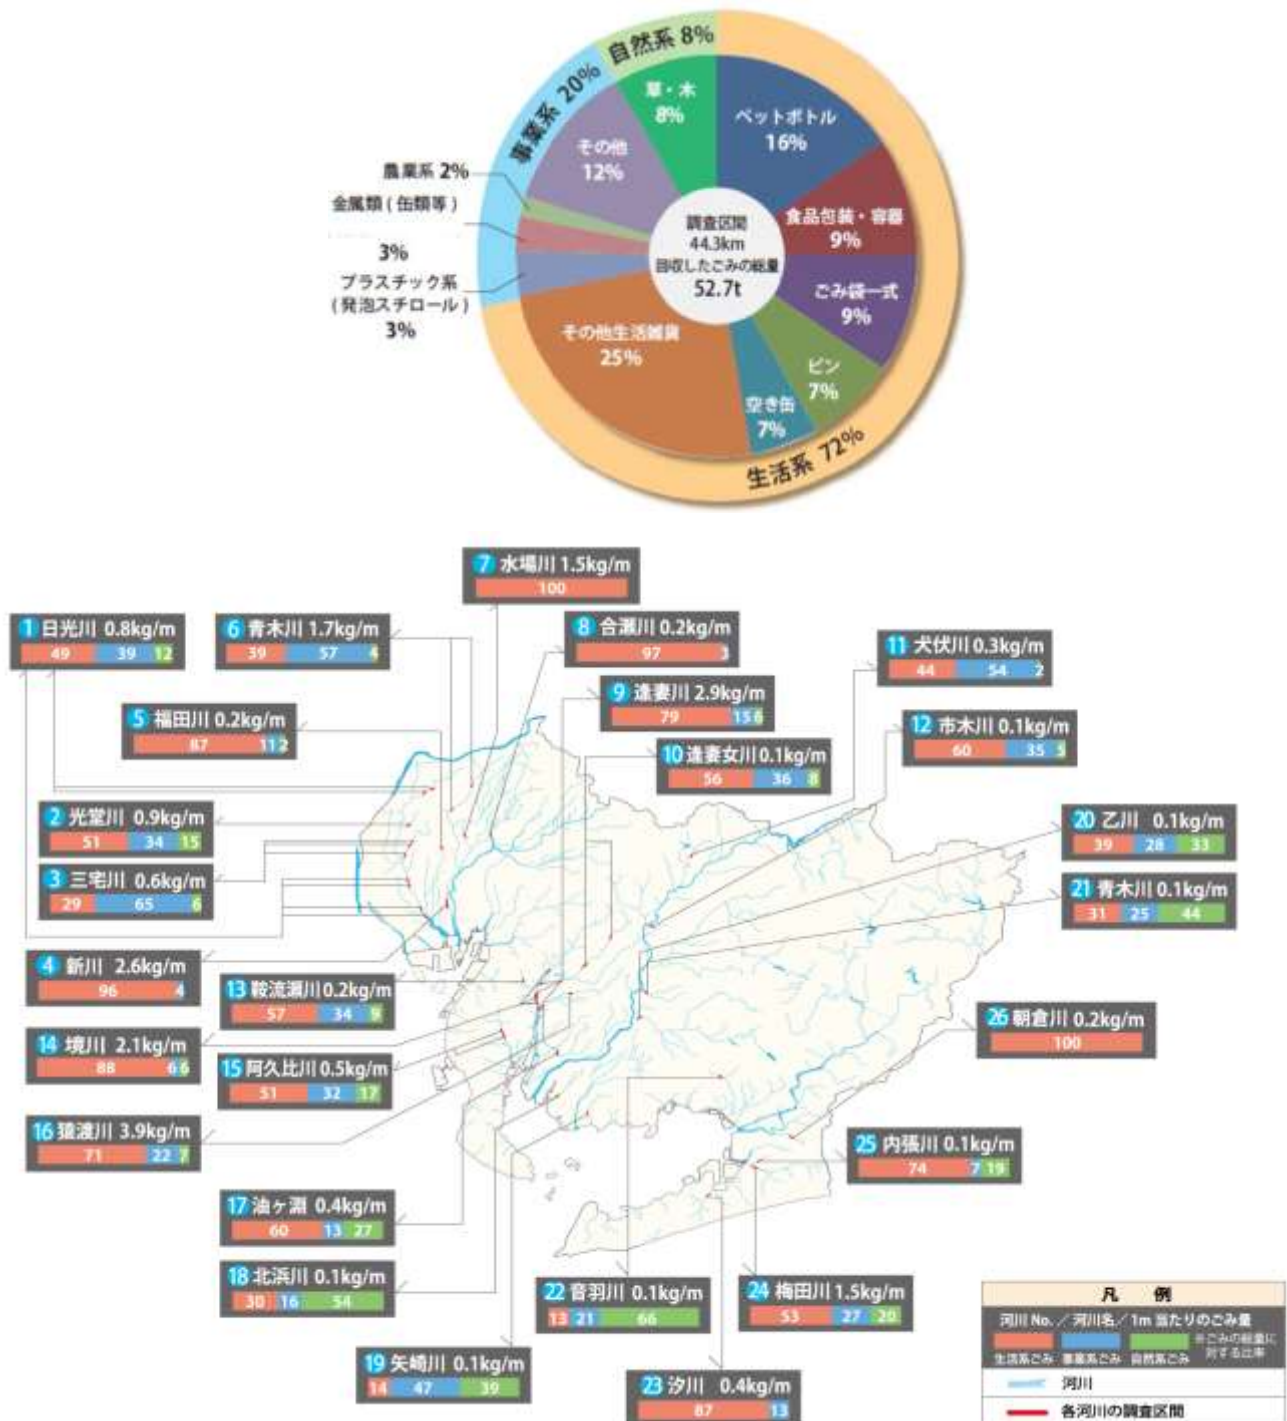 自然系 8%
事業系 20%
生活系 72%
草・木
8%
ペットボトル
16%
食品包装・容器
9%
ごみ袋一式
9%
ビン
7%
空き缶
7%
その他生活雑貨
25%
プラスチック系
(発泡スチロール)
3%
金属類(缶類等)
3%
農業系 2%
その他
12%
調査区間
44.3km
回収したごみの総量
52.7t
7 水場川 1.5kg/m
100
1 日光川 0.8kg/m
49 39 12
6 青木川 1.7kg/m
39 57 4
8 合瀬川 0.2kg/m
97 3
11 犬伏川 0.3kg/m
44 54 2
9 逢妻川 2.9kg/m
79 15 6
5 福田川 0.2kg/m
87 11 2
12 市木川 0.1kg/m
60 35 5
10 逢妻女川 0.1kg/m
56 36 8
2 光堂川 0.9kg/m
51 34 15
20 乙川 0.1kg/m
39 28 33
3 三宅川 0.6kg/m
29 65 6
21 青木川 0.1kg/m
31 25 44
4 新川 2.6kg/m
96 4
13 鞍流瀬川 0.2kg/m
57 34 9
26 朝倉川 0.2kg/m
100
14 境川 2.1kg/m
88 6 6
15 阿久比川 0.5kg/m
51 32 17
16 猿渡川 3.9kg/m
71 22 7
25 内張川 0.1kg/m
74 7 19
17 油ヶ淵 0.4kg/m
60 13 27
18 北浜川 0.1kg/m
30 16 54
22 音羽川 0.1kg/m
13 21 66
24 梅田川 1.5kg/m
53 27 20
19 矢崎川 0.1kg/m
14 47 39
23 汐川 0.4kg/m
87 13
凡 例
河川 No.／河川名／1m 当たりのごみ量
生活系ごみ 事業系ごみ 自然系ごみ
※ごみの総量に
対する比率
河川
各河川の調査区間